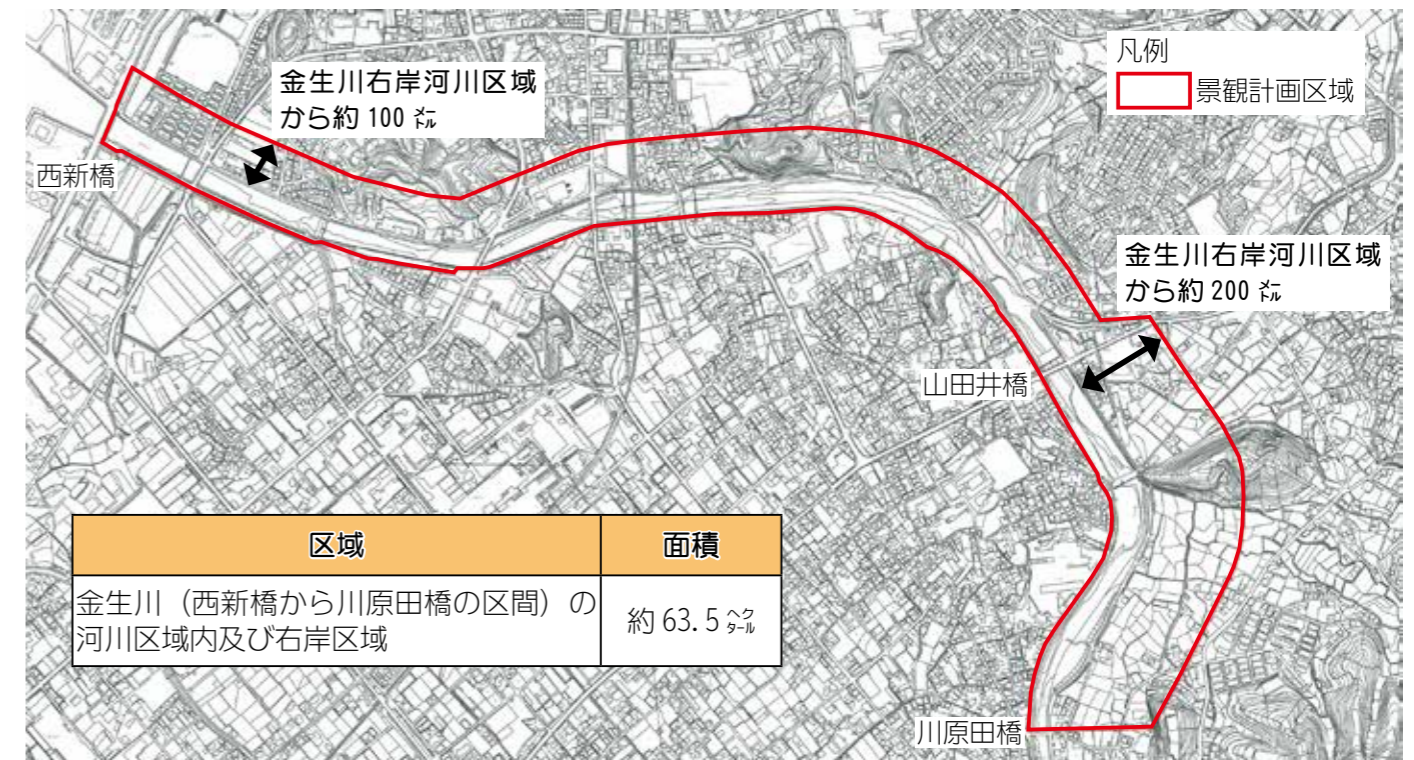 凡例
景観計画区域
金生川右岸河川区域
から約 100 ㍍
西新橋
金生川右岸河川区域
から約 200 ㍍
山田井橋
区域 面積
金生川（西新橋から川原田橋の区間）の
河川区域内及び右岸区域
約 63.5 ㌶
川原田橋